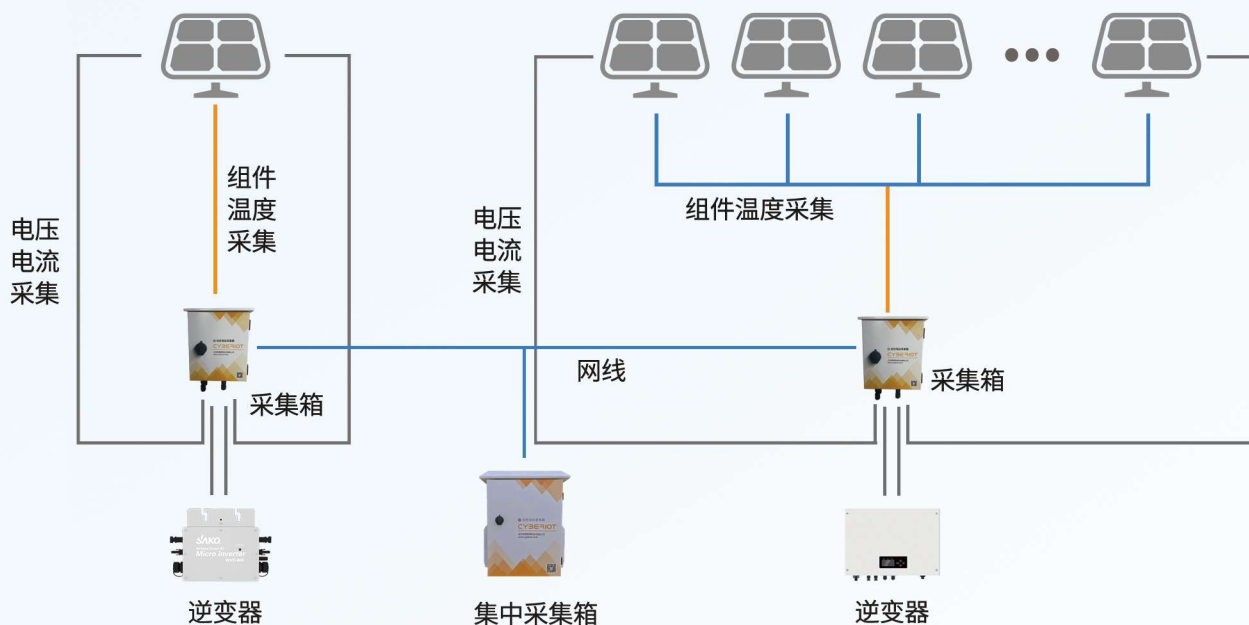 组件
温度
采集
电压
电流
采集
采集箱
CYBERIOT
SAKO
Micro Inverter
逆变器
网线
CYBERIOT
集中采集箱
组件温度采集
电压
电流
采集
CYBERIOT
采集箱
逆变器